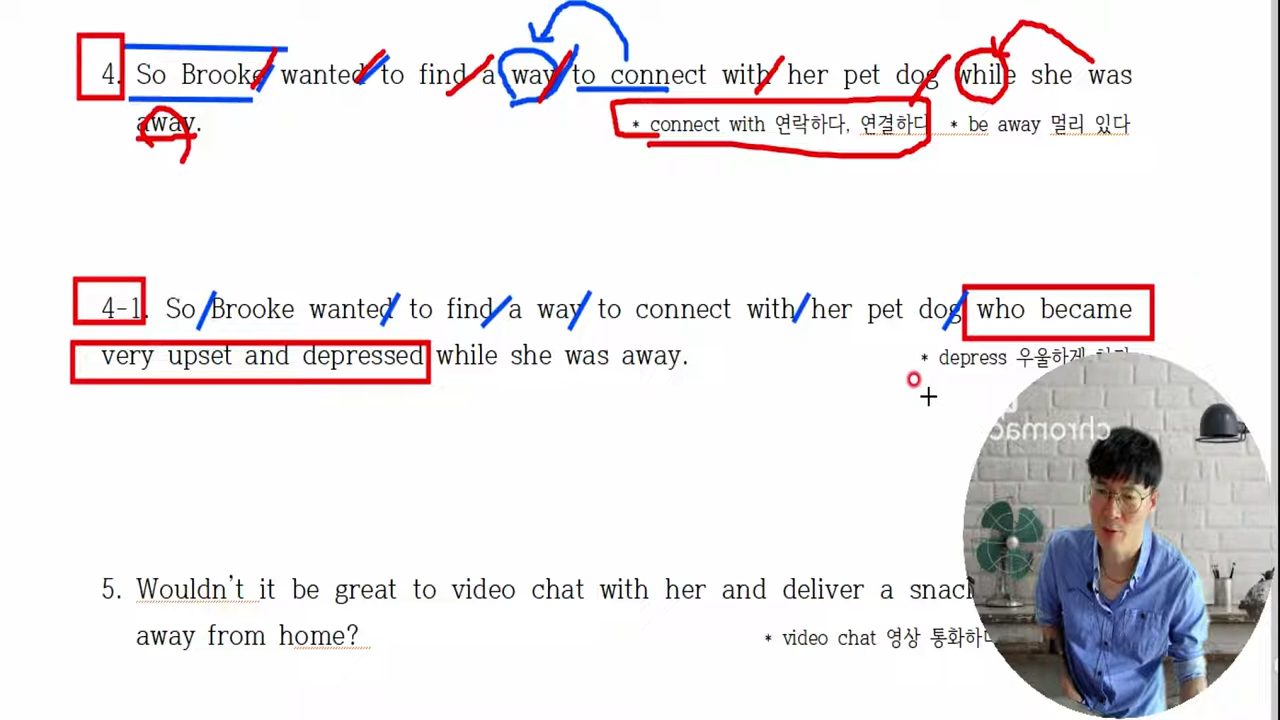 4. So Brooke wanted to find a way to connect with her pet dog while she was
away.
* connect with 연락하다, 연결하다 * be away 멀리 있다
4-1. So Brooke wanted to find a way to connect with her pet dog who became
very upset and depressed while she was away.
* depress 우울하게
5. Wouldn't it be great to video chat with her and deliver a
away from home?
* video chat 영상